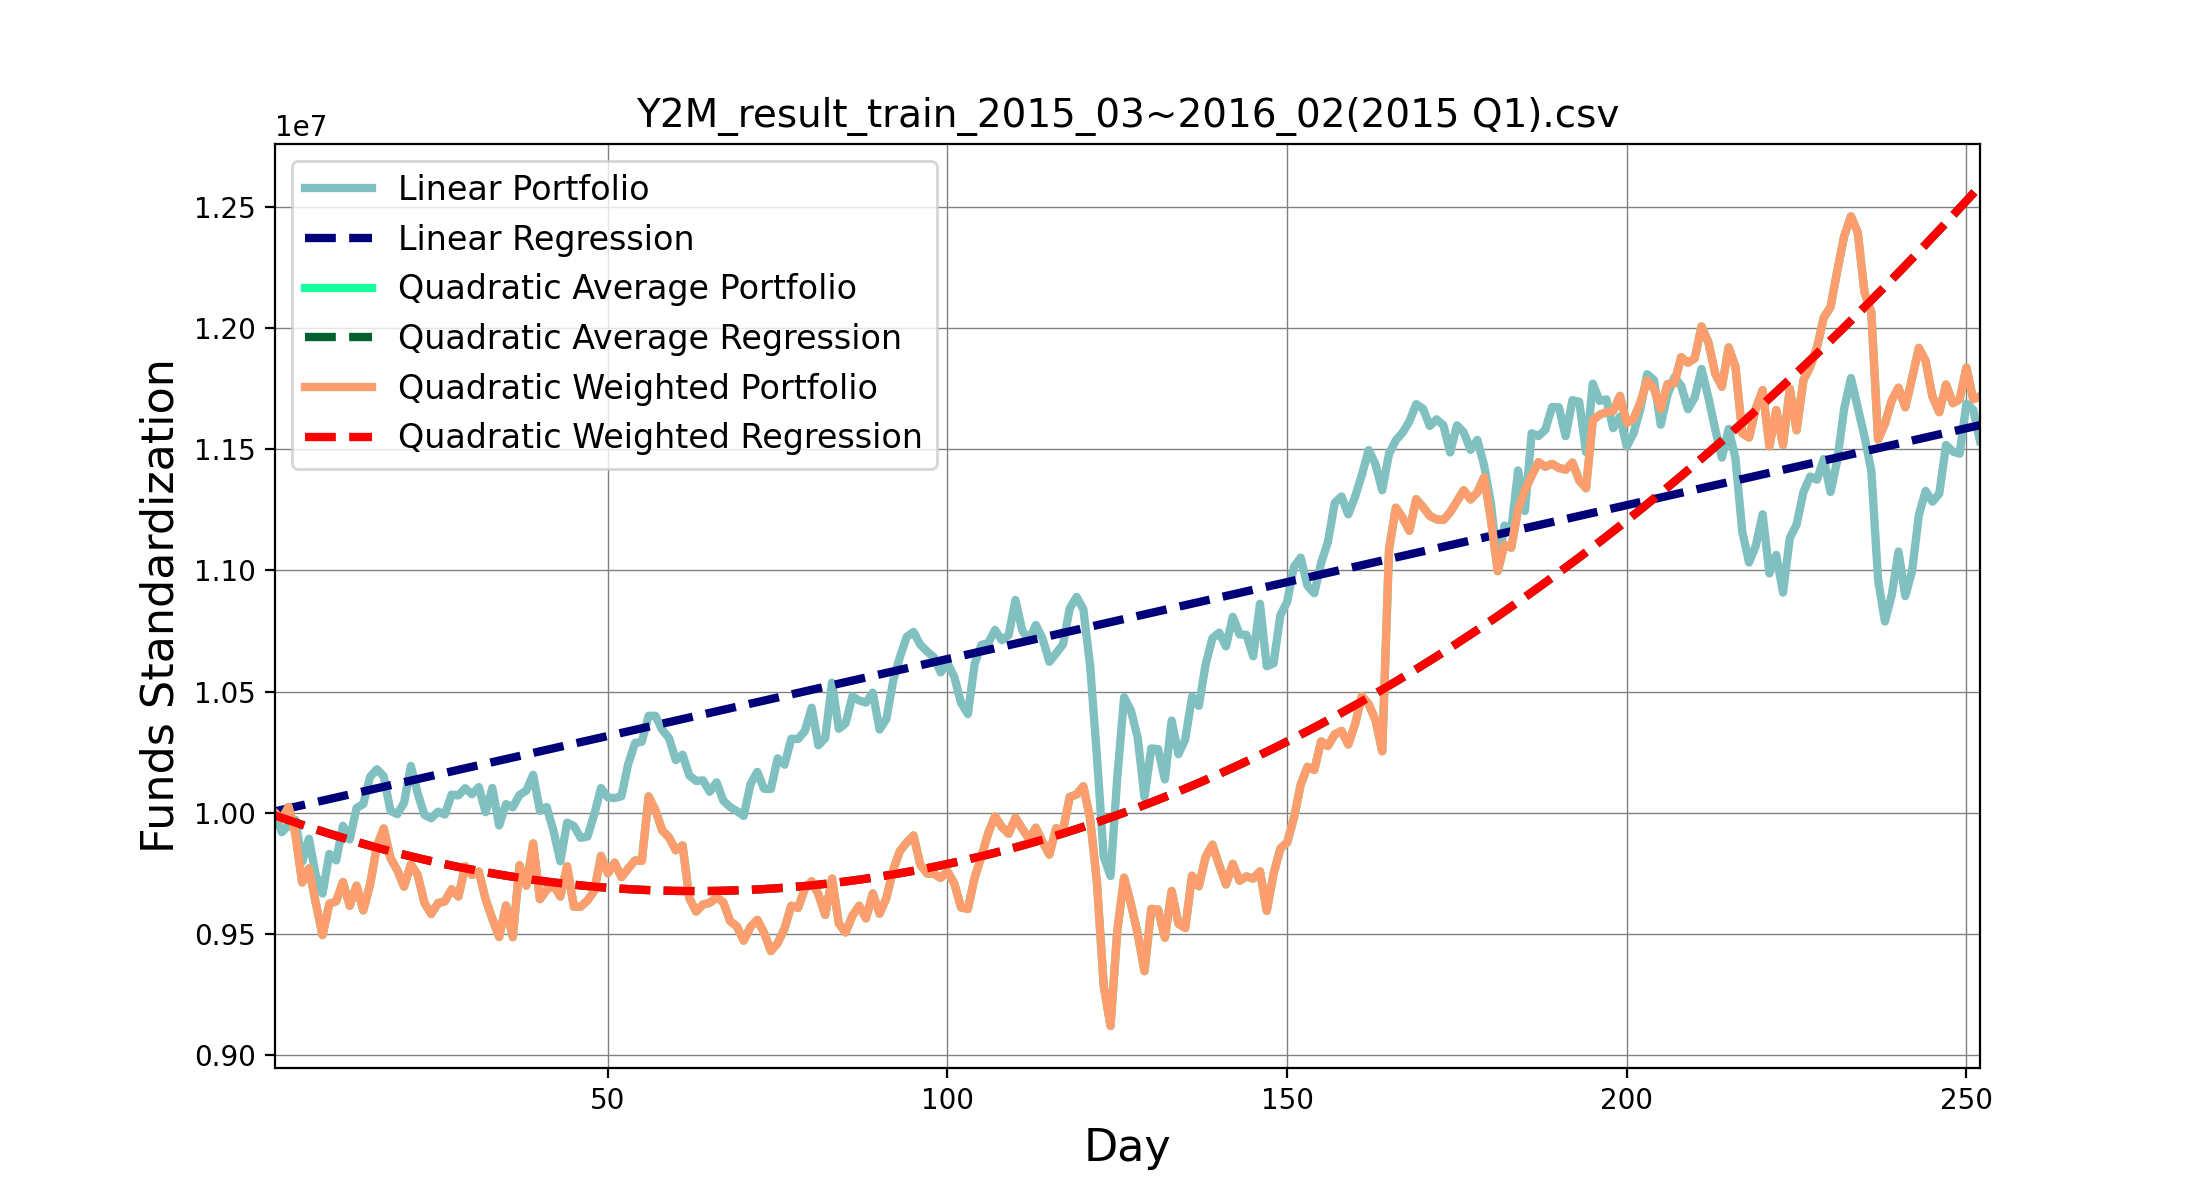 Y2M_result_train_2015_03~2016_02(2015 Q1).csv
1e7
Linear Portfolio
Linear Regression
Quadratic Average Portfolio
Quadratic Average Regression
Quadratic Weighted Portfolio
Quadratic Weighted Regression
Funds Standardization
1.25
1.20
1.15
1.10
1.05
1.00
0.95
0.90
50 100 150 200 250
Day